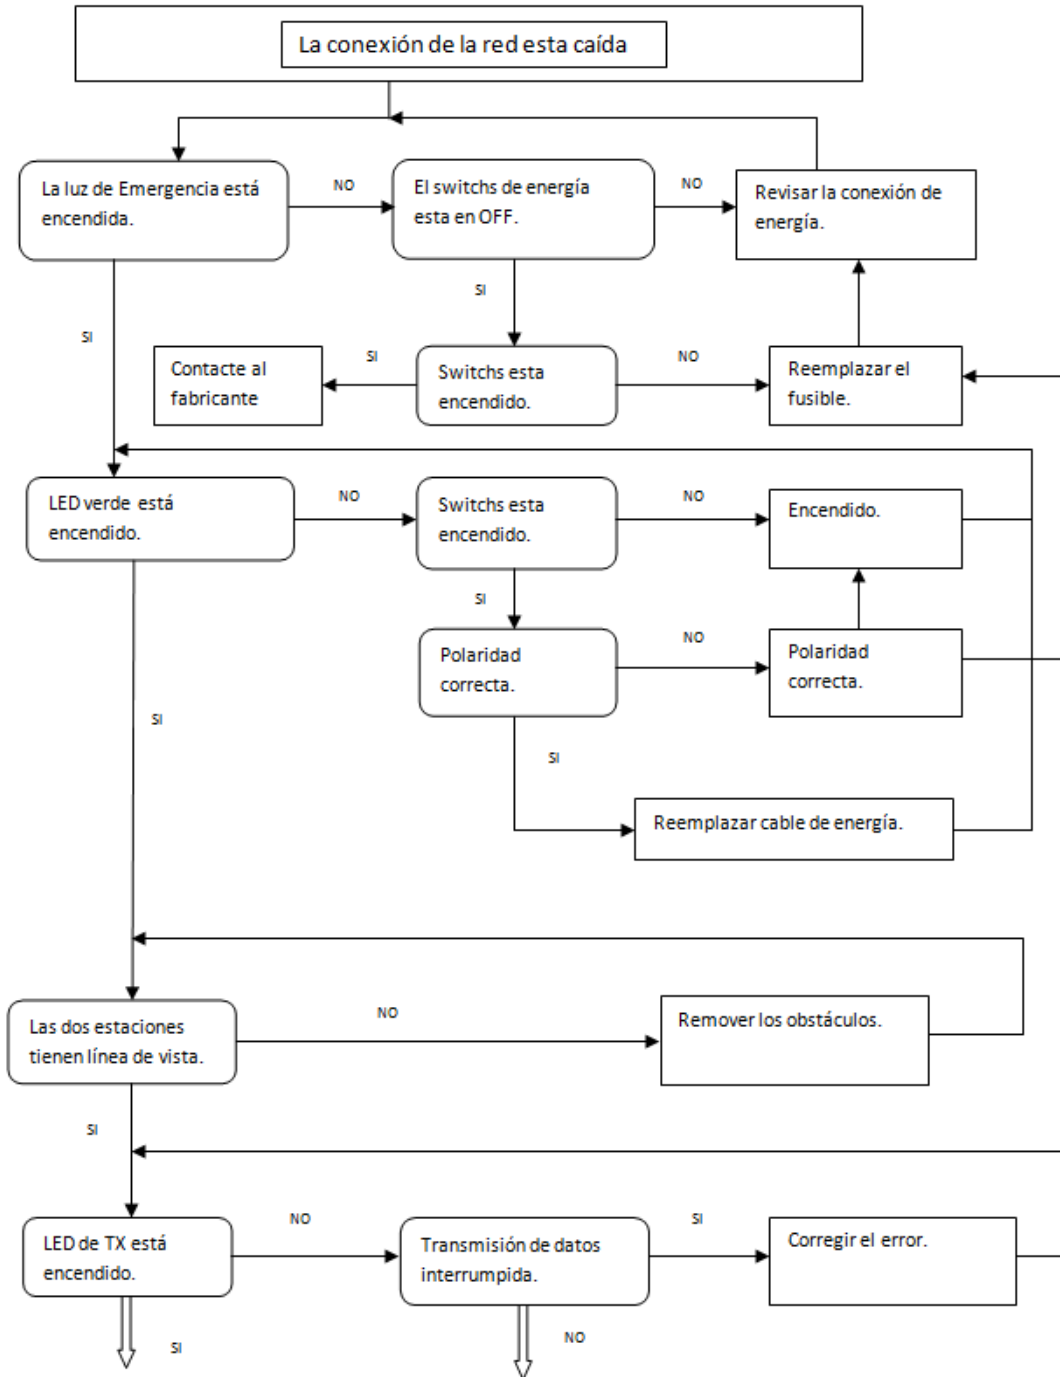 La conexión de la red esta caída
La luz de Emergencia está
encendida.
NO
El switchs de energía
esta en OFF.
NO
Revisar la conexión de
energía.
SI
SI
Contacte al
fabricante
SI
Switchs esta
encendido.
NO
Reemplazar el
fusible.
LED verde está
encendido.
NO
Switchs esta
encendido.
NO
Encendido.
SI
Polaridad
correcta.
NO
Polaridad
correcta.
SI
SI
Reemplazar cable de energía.
Las dos estaciones
tienen línea de vista.
NO
Remover los obstáculos.
SI
LED de TX está
encendido.
NO
Transmisión de datos
interrumpida.
SI
Corregir el error.
SI
NO